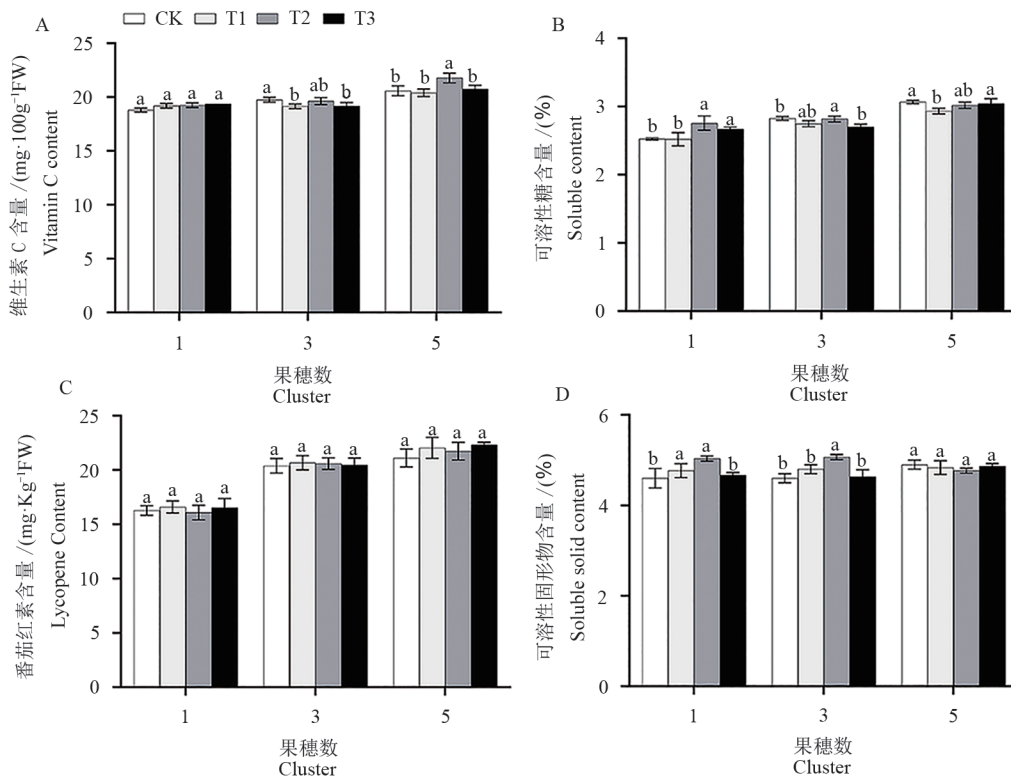 A
CK T1 T2 T3
维生素 C 含量 /(mg·100g⁻¹FW)
Vitamin C content
25
20
15
10
5
0
a a a a
a b ab b
b b a b
1 3 5
果穗数
Cluster
B
可溶性糖含量 /(%)
Soluble content
4
3
2
1
0
b b a a
b ab a b
a b ab a
1 3 5
果穗数
Cluster
C
番茄红素含量 /(mg·Kg⁻¹FW)
Lycopene Content
25
20
15
10
5
0
a a a a
a a a a
a a a a
1 3 5
果穗数
Cluster
D
可溶性固形物含量 /(%)
Soluble solid content
6
4
2
0
b a a b
b b a b
a a a a
1 3 5
果穗数
Cluster